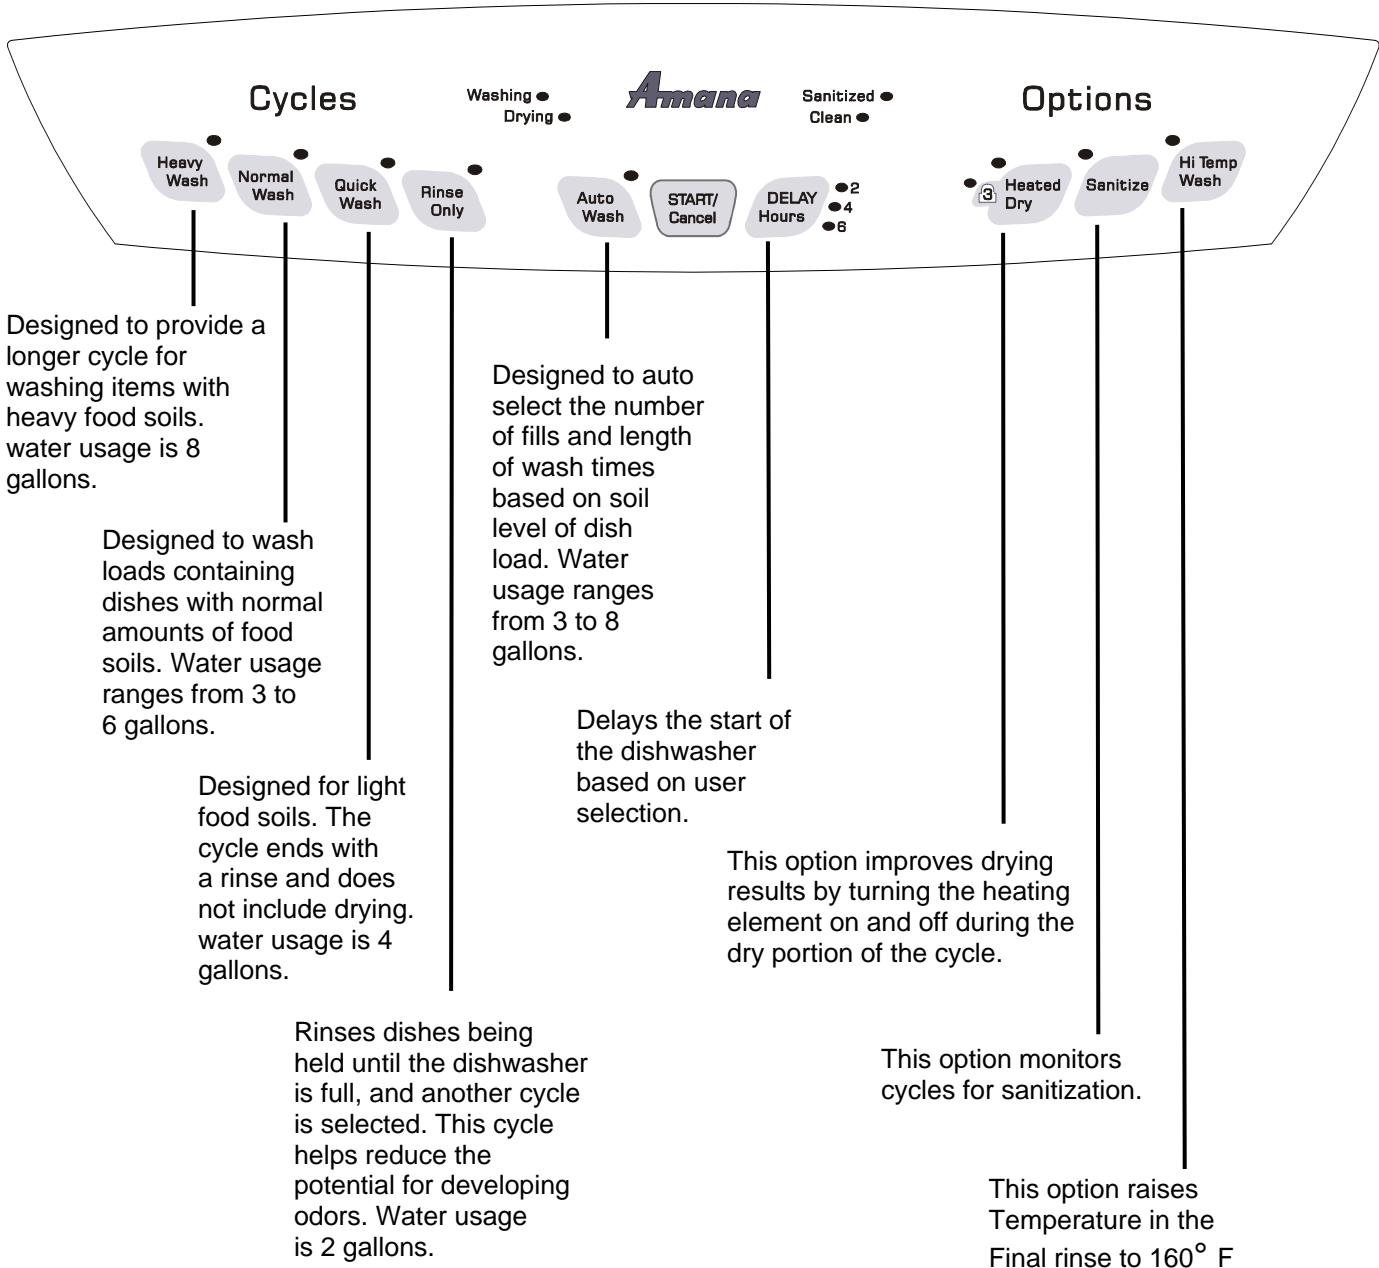 Cycles
Washing
Drying
Amana
Sanitized
Clean
Options
Heavy
Wash
Normal
Wash
Quick
Wash
Rinse
Only
Auto
Wash
START/
Cancel
DELAY
Hours
2
4
6
3
Heated
Dry
Sanitize
Hi Temp
Wash
Designed to provide a
longer cycle for
washing items with
heavy food soils.
water usage is 8
gallons.
Designed to wash
loads containing
dishes with normal
amounts of food
soils. Water usage
ranges from 3 to
6 gallons.
Designed for light
food soils. The
cycle ends with
a rinse and does
not include drying.
water usage is 4
gallons.
Rinses dishes being
held until the dishwasher
is full, and another cycle
is selected. This cycle
helps reduce the
potential for developing
odors. Water usage
is 2 gallons.
Designed to auto
select the number
of fills and length
of wash times
based on soil
level of dish
load. Water
usage ranges
from 3 to 8
gallons.
Delays the start of
the dishwasher
based on user
selection.
This option improves drying
results by turning the heating
element on and off during the
dry portion of the cycle.
This option monitors
cycles for sanitization.
This option raises
Temperature in the
Final rinse to 160° F